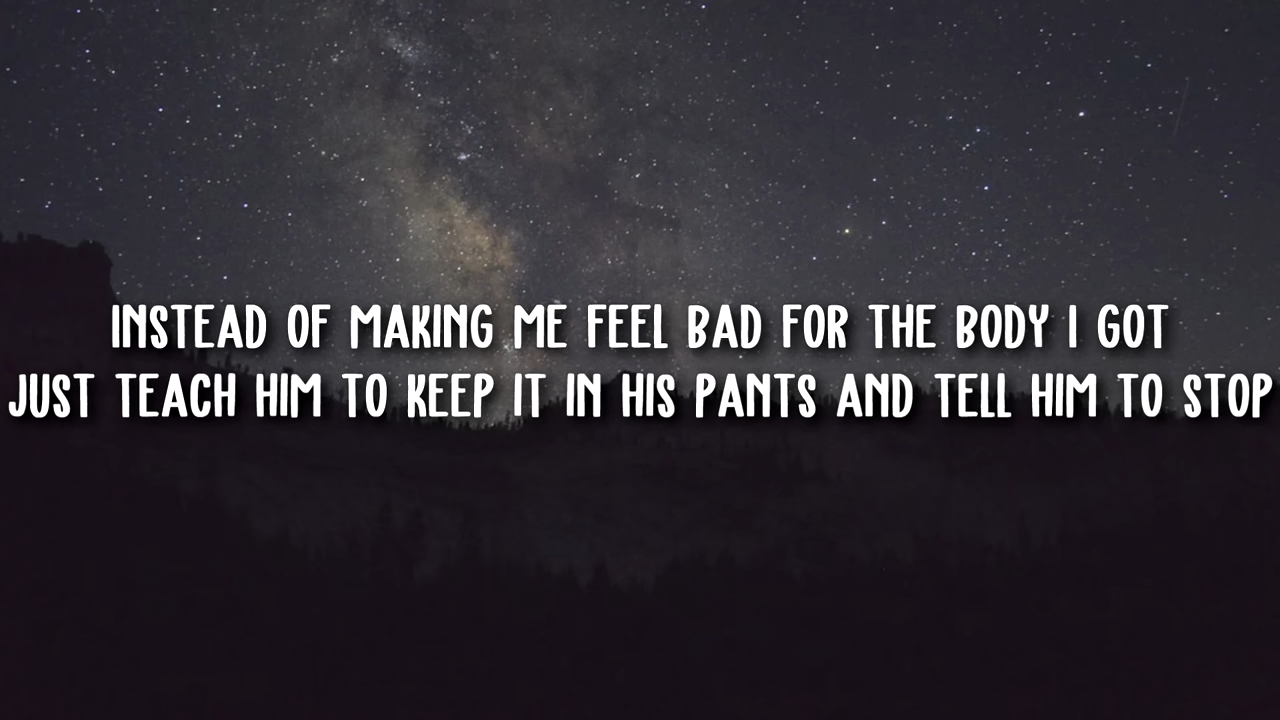 INSTEAD OF MAKING ME FEEL BAD FOR THE BODY I GOT
JUST TEACH HIM TO KEEP IT IN HIS PANTS AND TELL HIM TO STOP